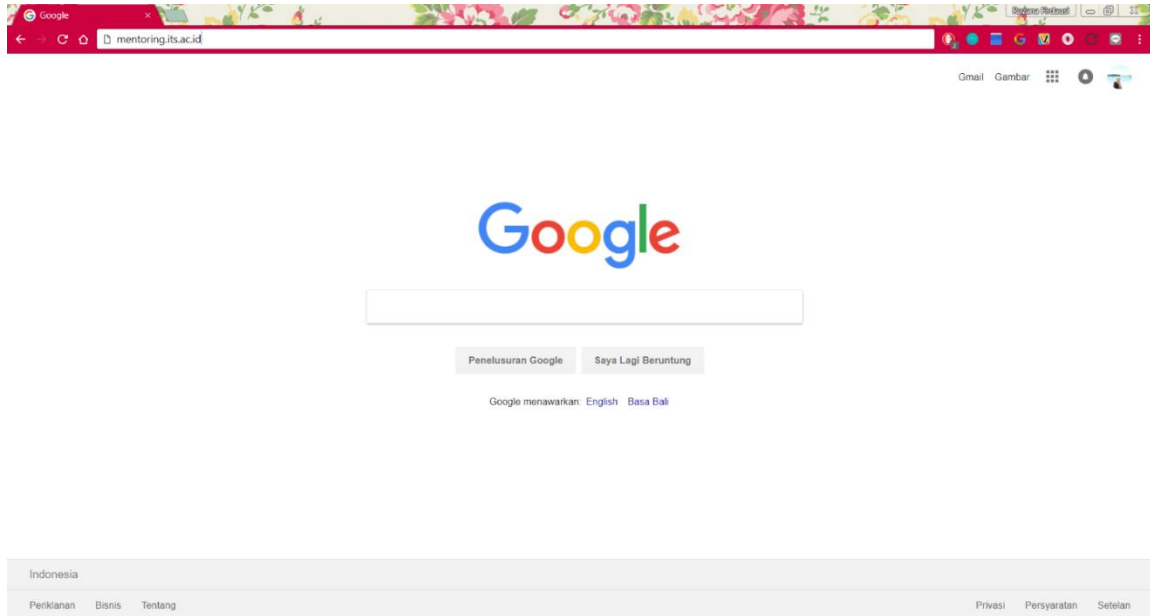 Google
mentoring.its.ac.id
Gmail Gambar
Google
Penelusuran Google Saya Lagi Beruntung
Google menawarkan: English Basa Bali
Indonesia
Periklanan Bisnis Tentang Privasi Persyaratan Setelan